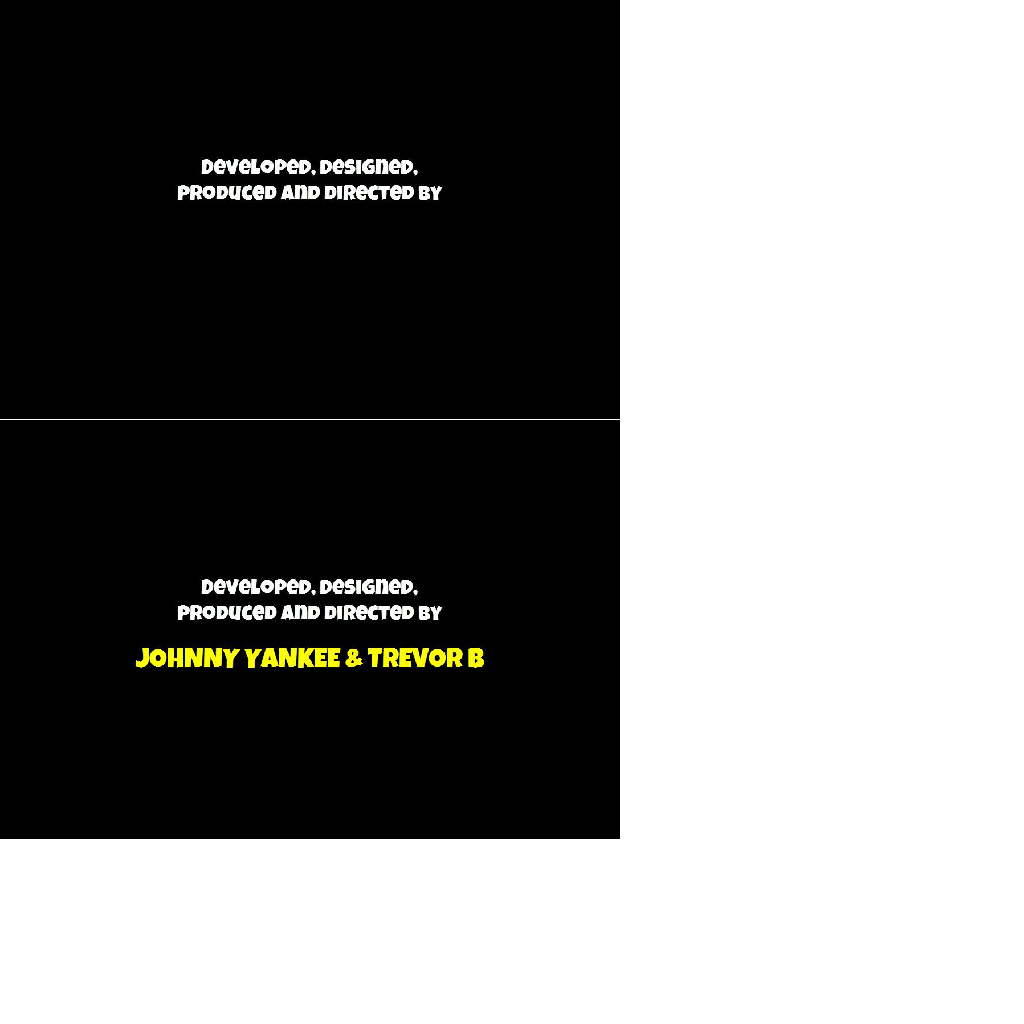 Developed, Designed,
Produced and Directed by
Developed, Designed,
Produced and Directed by
JOHNNY YANKEE & TREVOR B